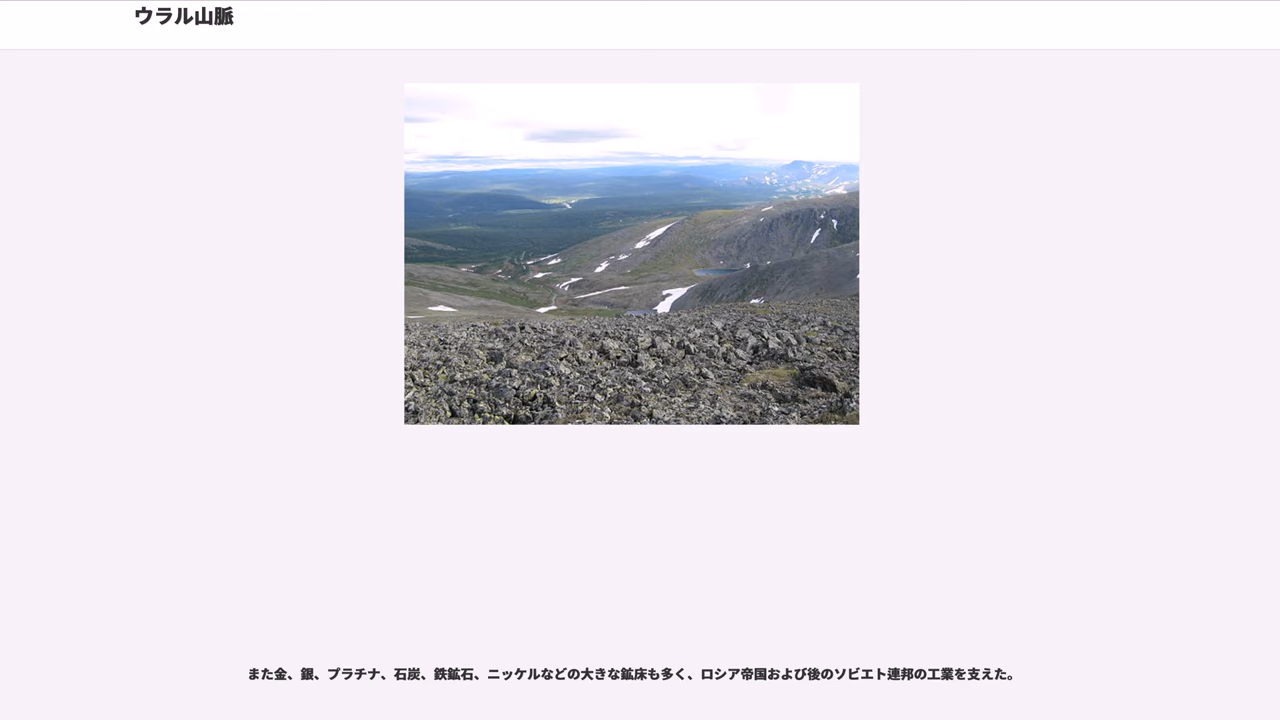 ウラル山脈
また金、銀、プラチナ、石炭、鉄鉱石、ニッケルなどの大きな鉱床も多く、ロシア帝国および後のソビエト連邦の工業を支えた。